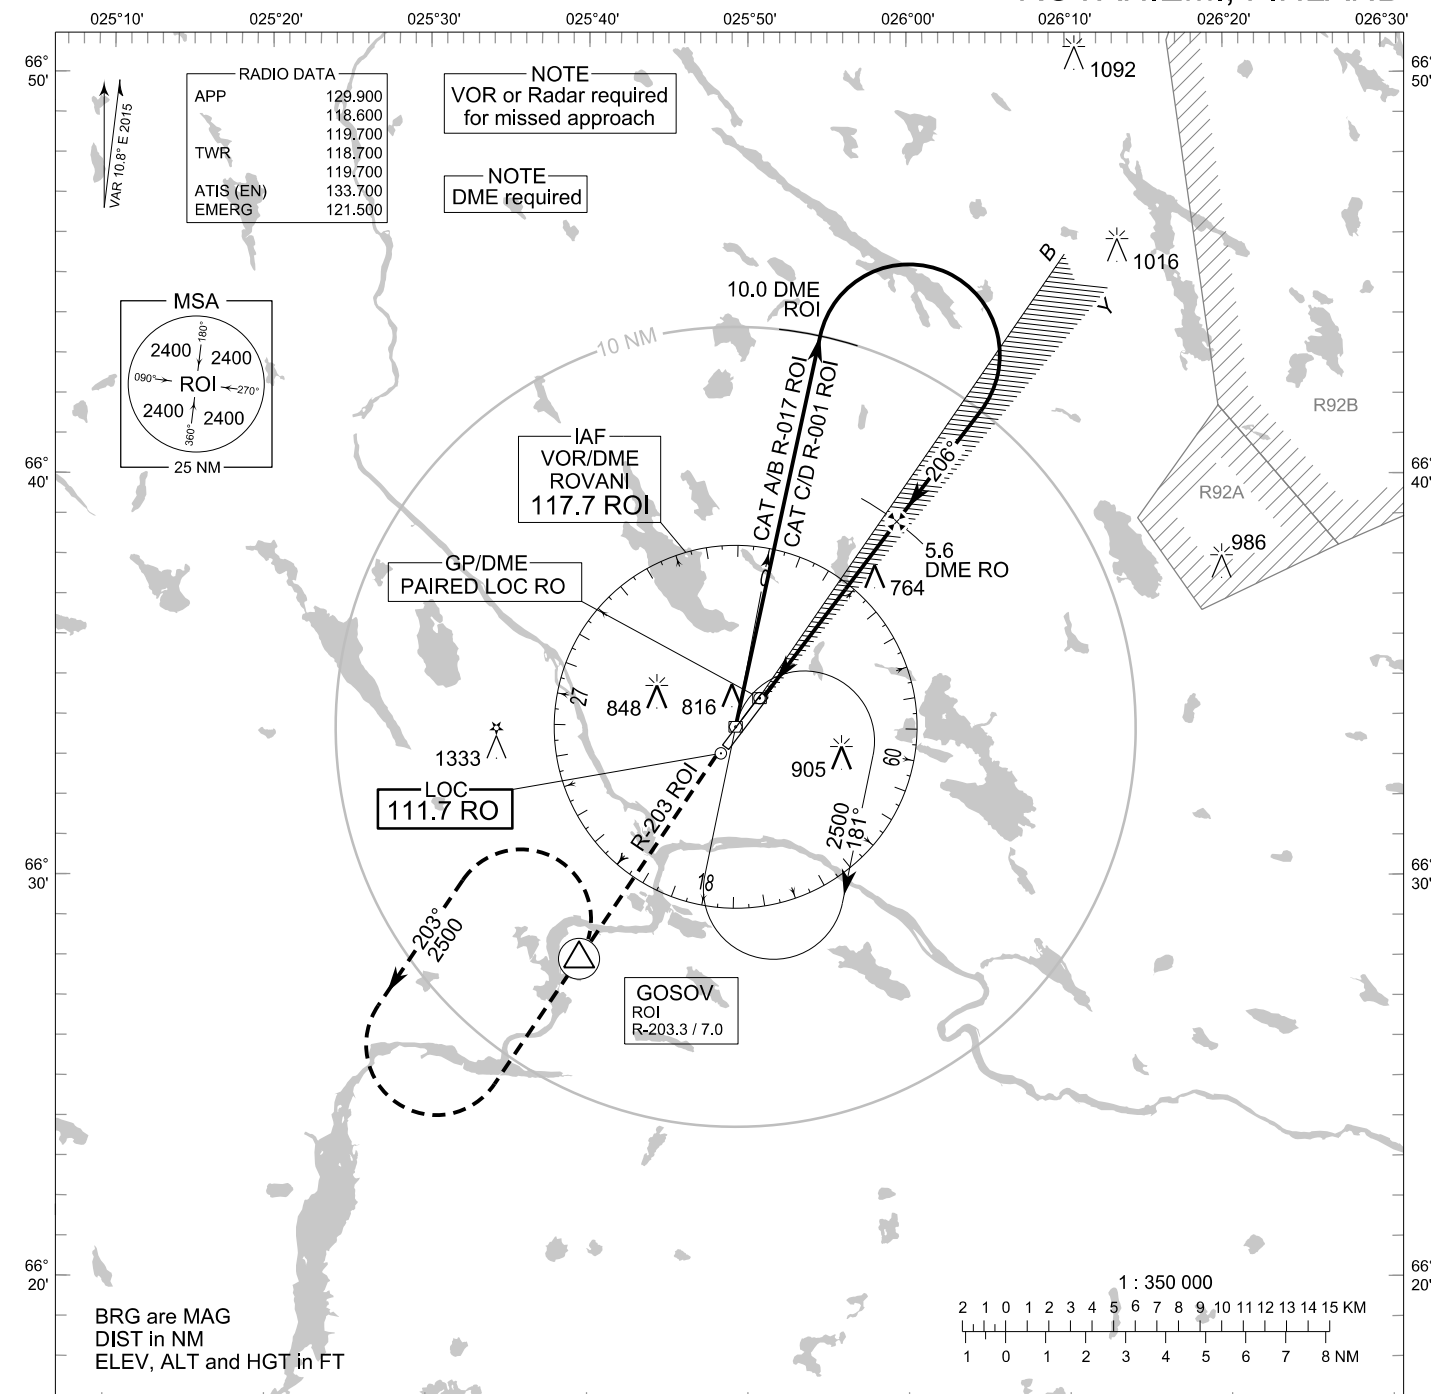 025°10'
025°20'
025°30'
025°40'
025°50'
026°00'
026°10'
026°20'
026°30'
66°
50'
66°
50'
VAR 10.8° E 2015
RADIO DATA
APP 129.900
118.600
119.700
TWR 118.700
119.700
ATIS (EN) 133.700
EMERG 121.500
NOTE
VOR or Radar required
for missed approach
NOTE
DME required
1092
1016
B
Y
MSA
2400
2400
2400
2400
180°
090°
ROI
270°
360°
25 NM
10.0 DME
ROI
10 NM
CAT A/B R-017 ROI
CAT C/D R-001 ROI
R92B
R92A
986
66°
40'
66°
40'
IAF
VOR/DME
ROVANI
117.7 ROI
206°
5.6
DME RO
764
GP/DME
PAIRED LOC RO
0
27
848
816
1333
905
60
LOC
111.7 RO
R-203 ROI
2500
181°
18
66°
30'
66°
30'
203°
2500
GOSOV
ROI
R-203.3 / 7.0
66°
20'
66°
20'
BRG are MAG
DIST in NM
ELEV, ALT and HGT in FT
1 : 350 000
2 1 0 1 2 3 4 5 6 7 8 9 10 11 12 13 14 15 KM
1 0 1 2 3 4 5 6 7 8 NM